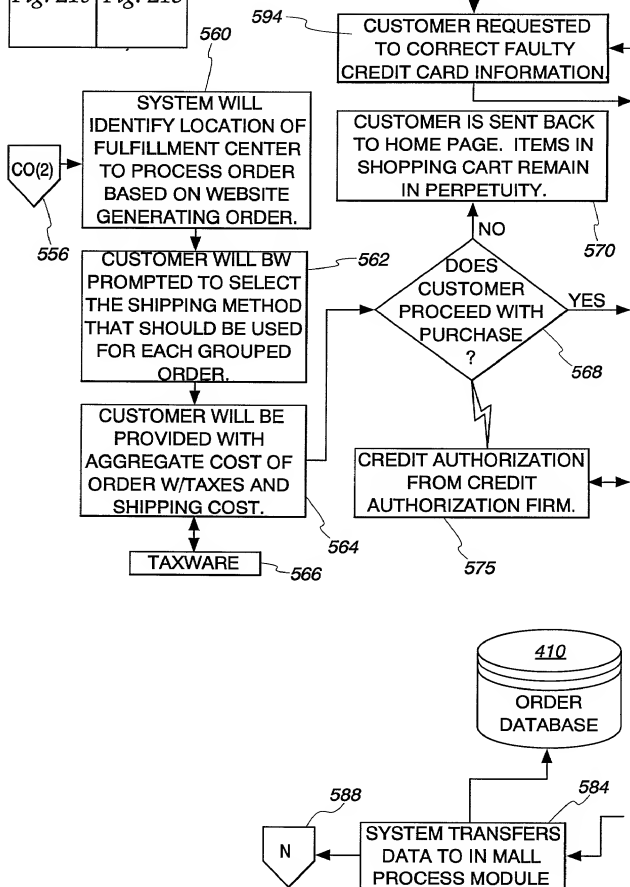 594
CUSTOMER REQUESTED
TO CORRECT FAULTY
CREDIT CARD INFORMATION.
560
SYSTEM WILL
IDENTIFY LOCATION OF
FULFILLMENT CENTER
TO PROCESS ORDER
BASED ON WEBSITE
GENERATING ORDER.
CO(2)
556
CUSTOMER IS SENT BACK
TO HOME PAGE. ITEMS IN
SHOPPING CART REMAIN
IN PERPETUITY.
570
NO
CUSTOMER WILL BW
PROMPTED TO SELECT
THE SHIPPING METHOD
THAT SHOULD BE USED
FOR EACH GROUPED
ORDER.
562
DOES
CUSTOMER
PROCEED WITH
PURCHASE
?
YES
568
CUSTOMER WILL BE
PROVIDED WITH
AGGREGATE COST OF
ORDER W/TAXES AND
SHIPPING COST.
564
TAXWARE
566
CREDIT AUTHORIZATION
FROM CREDIT
AUTHORIZATION FIRM.
575
410
ORDER
DATABASE
584
588
N
SYSTEM TRANSFERS
DATA TO IN MALL
PROCESS MODULE